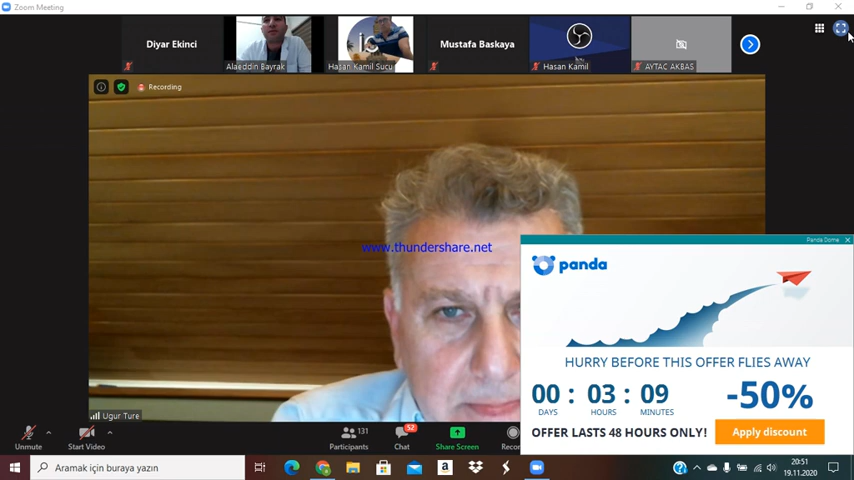 Zoom Meeting
Diyar Ekinci
Alaeddin Bayrak
Hasan Kamil Sucu
Mustafa Baskaya
Hasan Kamil
AYTAC AKBAS
Recording
www.thundershare.net
Panda Dome
panda
HURRY BEFORE THIS OFFER FLIES AWAY
00 : 03 : 09
DAYS HOURS MINUTES
-50%
OFFER LASTS 48 HOURS ONLY!
Apply discount
Ugur Ture
Unmute
Start Video
131
Participants
52
Chat
Share Screen
Recor
Aramak için buraya yazın
20:51
19.11.2020